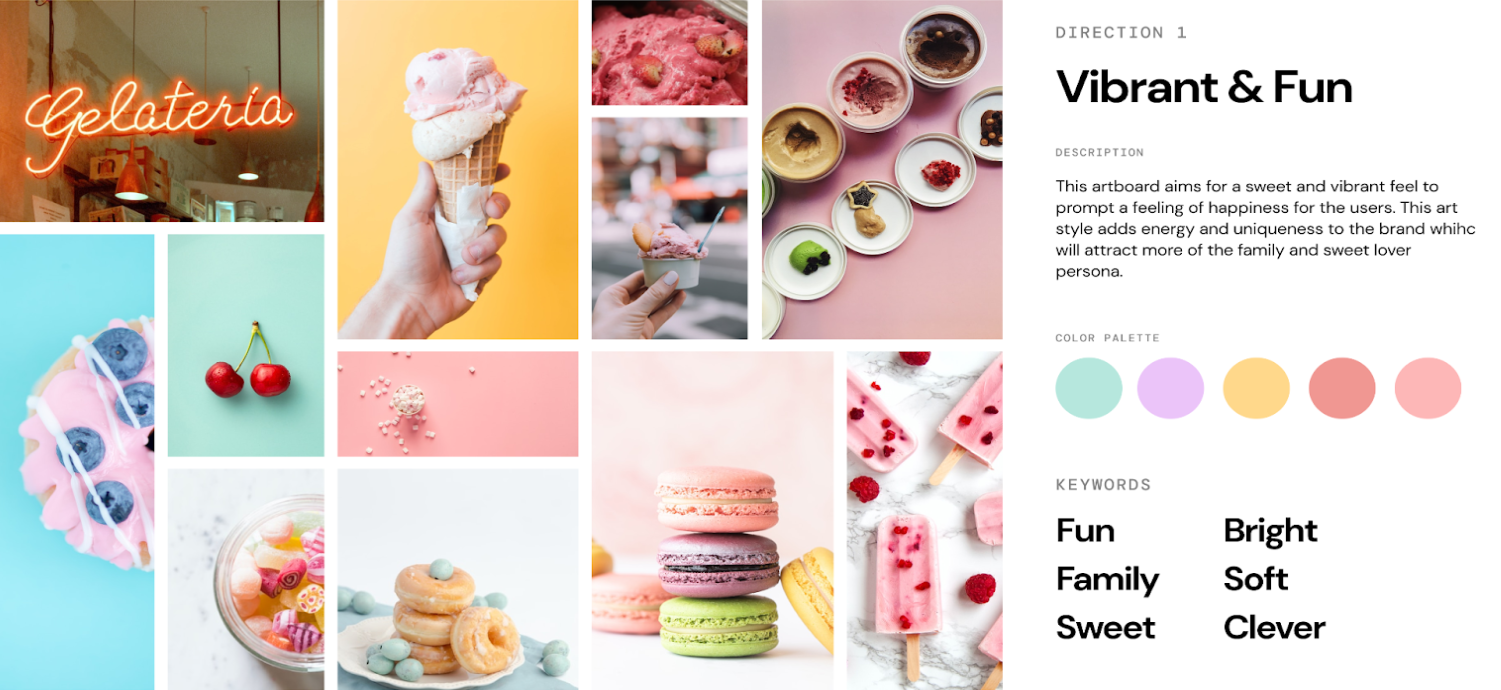 Gelateria
DIRECTION 1
Vibrant & Fun
DESCRIPTION
This artboard aims for a sweet and vibrant feel to
prompt a feeling of happiness for the users. This art
style adds energy and uniqueness to the brand whihc
will attract more of the family and sweet lover
persona.
COLOR PALETTE
KEYWORDS
Fun
Bright
Family
Soft
Sweet
Clever